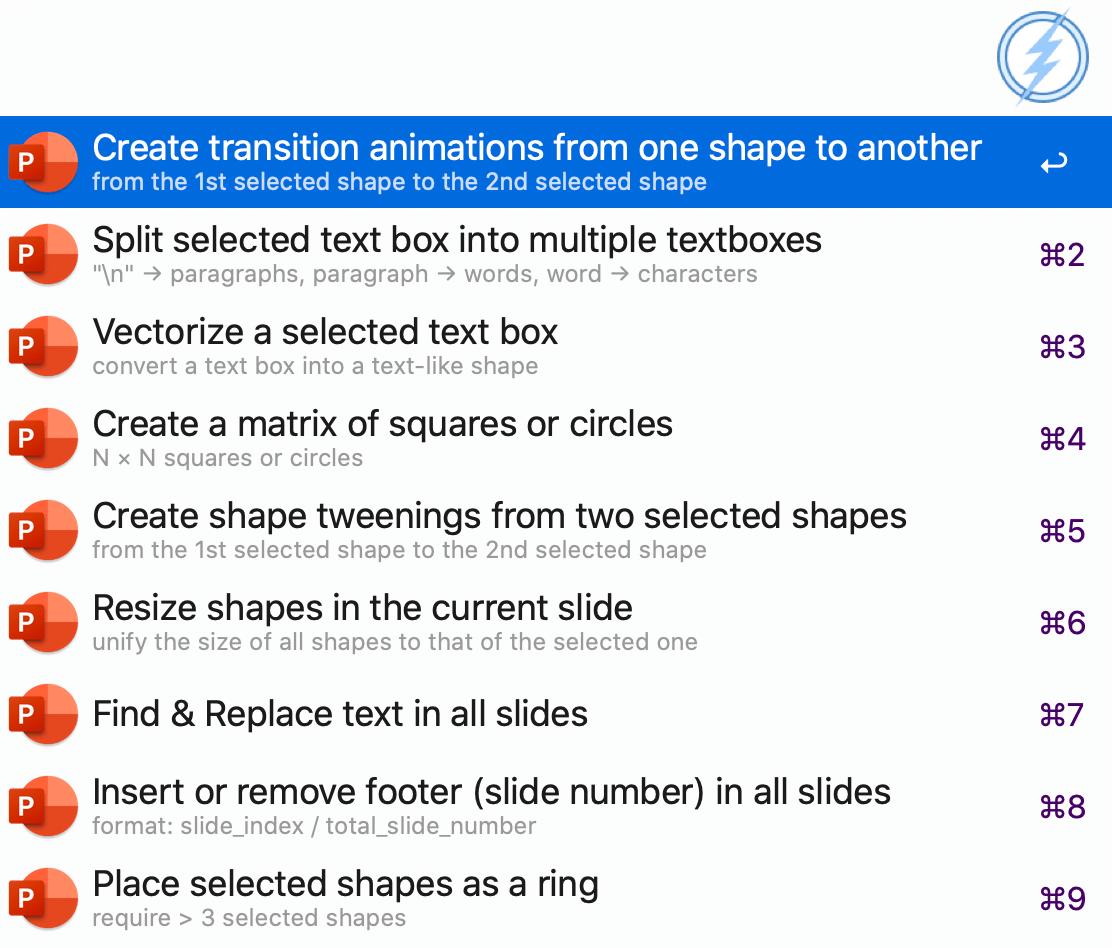 P Create transition animations from one shape to another ↩
from the 1st selected shape to the 2nd selected shape
P Split selected text box into multiple textboxes ⌘2
"\n" → paragraphs, paragraph → words, word → characters
P Vectorize a selected text box ⌘3
convert a text box into a text-like shape
P Create a matrix of squares or circles ⌘4
N × N squares or circles
P Create shape tweenings from two selected shapes ⌘5
from the 1st selected shape to the 2nd selected shape
P Resize shapes in the current slide ⌘6
unify the size of all shapes to that of the selected one
P Find & Replace text in all slides ⌘7
P Insert or remove footer (slide number) in all slides ⌘8
format: slide_index / total_slide_number
P Place selected shapes as a ring ⌘9
require > 3 selected shapes